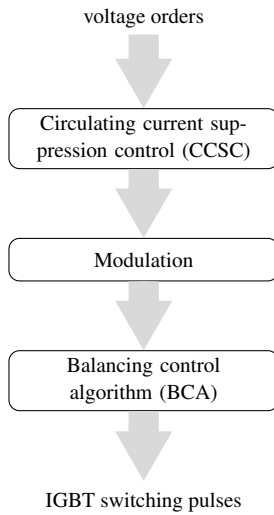 voltage orders
Circulating current sup-
pression control (CCSC)
Modulation
Balancing control
algorithm (BCA)
IGBT switching pulses